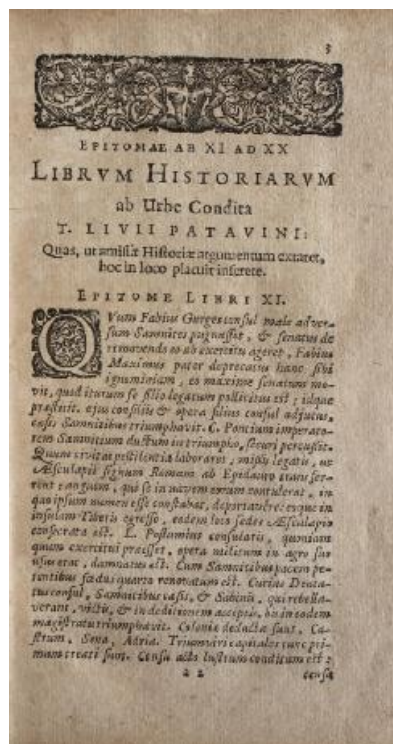 3
EPITOMAE AB XI AD XX
LIBRVM HISTORIARVM
ab Urbe Condita
T. LIVII PATAVINI:
Quas, ut amissæ Historiæ argumentum extaret,
hoc in loco placuit inserere.
EPITOME LIBRI XI.
QVum Fabius Gurges consul male adver-
sum Samnites pugnasset, & senatus de
removendo eo ab exercitu ageret, Fabius
Maximus pater deprecatus hanc sibi
ignominiam, eo maxime senatum mo-
vit, quod iturum se filio legatum pollicitus est; idque
præstitit. ejus consiliis & opera filius consul adjutus,
cæsis Samnitibus triumphavit. C. Pontium imperato-
rem Samnitium ductum in triumpho, securi percussit.
Quum civitas pestilentia laboraret, missi legati, ut
Æsculapii signum Romam ab Epidauro transfer-
rent: anguem, qui se in navem eorum contulerat, in
quo ipsum numen esse constabat, deportavere: eoque in
insulam Tiberis egresso, eodem loco ædes Æsculapio
consecrata est. L. Postumius consularis, quoniam
quum exercitui præesset, opera militum in agro suo
usus erat, damnatus est. Cum Samnitibus pacem pe-
tentibus fœdus quarto renovatum est. Curius Denta-
tus consul, Samnitibus cæsis, & Sabinis, qui rebella-
verant, victis, & in deditionem acceptis, bis in eodem
magistratu triumphavit. Coloniæ deductæ sunt, Ca-
strum, Sena, Adria. Triumviri capitales tunc pri-
mum creati sunt. Censu acto lustrum conditum est:
a 2
censa